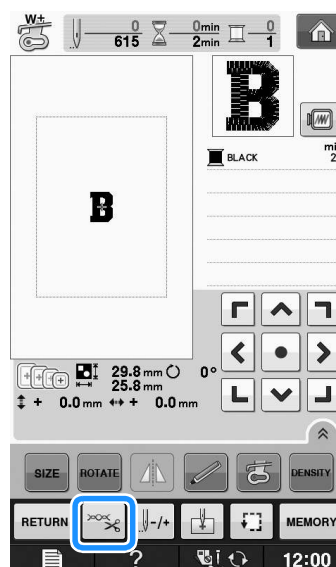 W+
0 0min 0
615 2min 1
B
BLACK
mi
2
B
29.8 mm 0°
25.8 mm
+ 0.0 mm + 0.0 mm
SIZE ROTATE DENSITY
RETURN -/+ MEMORY
? 12:00